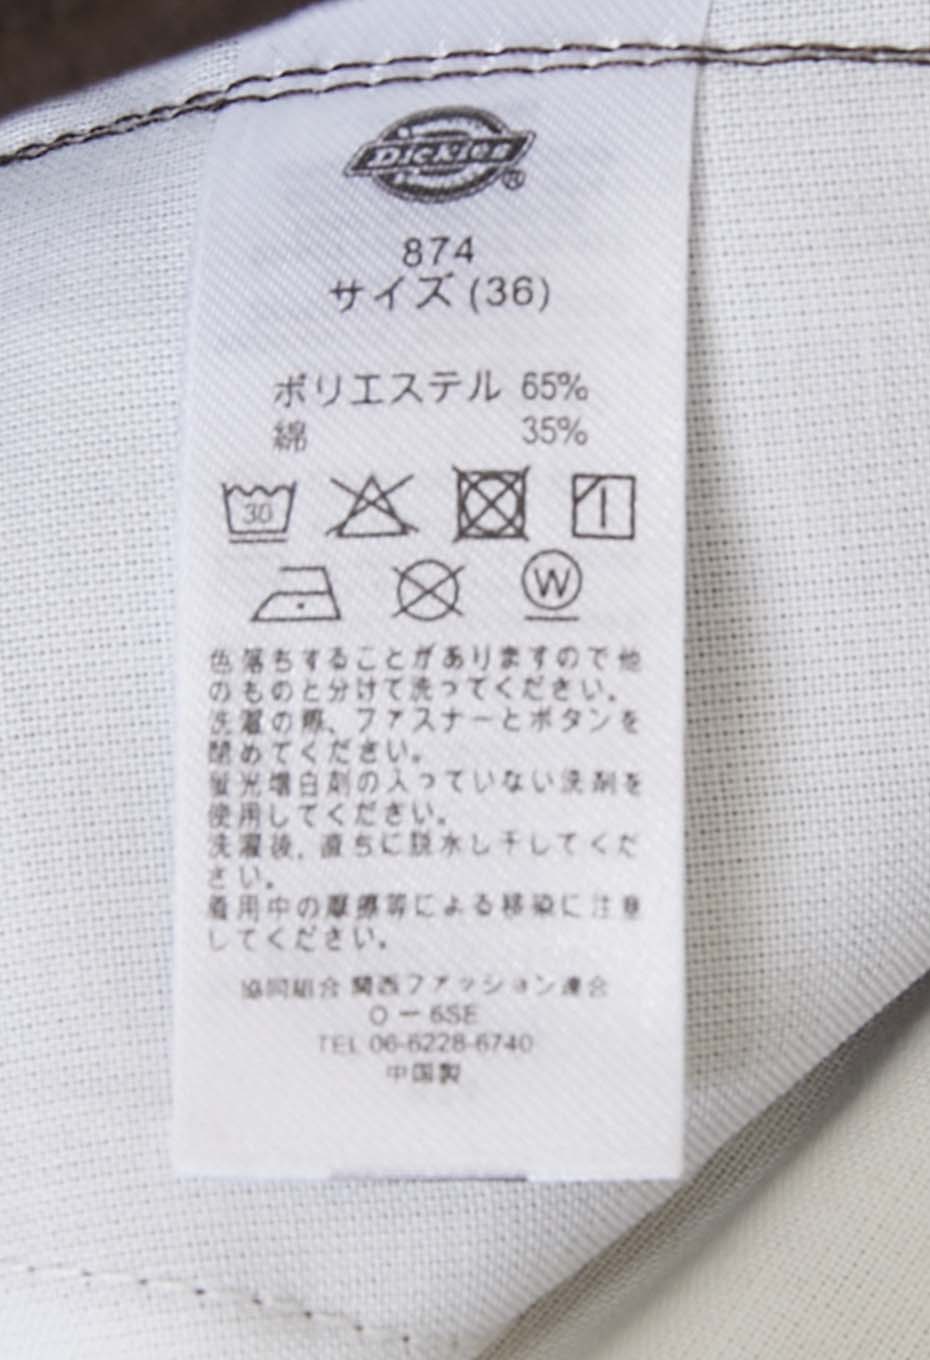 Dickies ®
874
サイズ (36)
ポリエステル 65%
綿 35%
30
W
色落ちすることがありますので他
のものと分けて洗ってください。
洗濯の際、ファスナーとボタンを
閉めてください。
蛍光増白剤の入っていない洗剤を
使用してください。
洗濯後、直ちに脱水し干してくだ
さい。
着用中の摩擦等による移染に注意
してください。
協同組合 関西ファッション連合
O－6SE
TEL 06-6228-6740
中国製